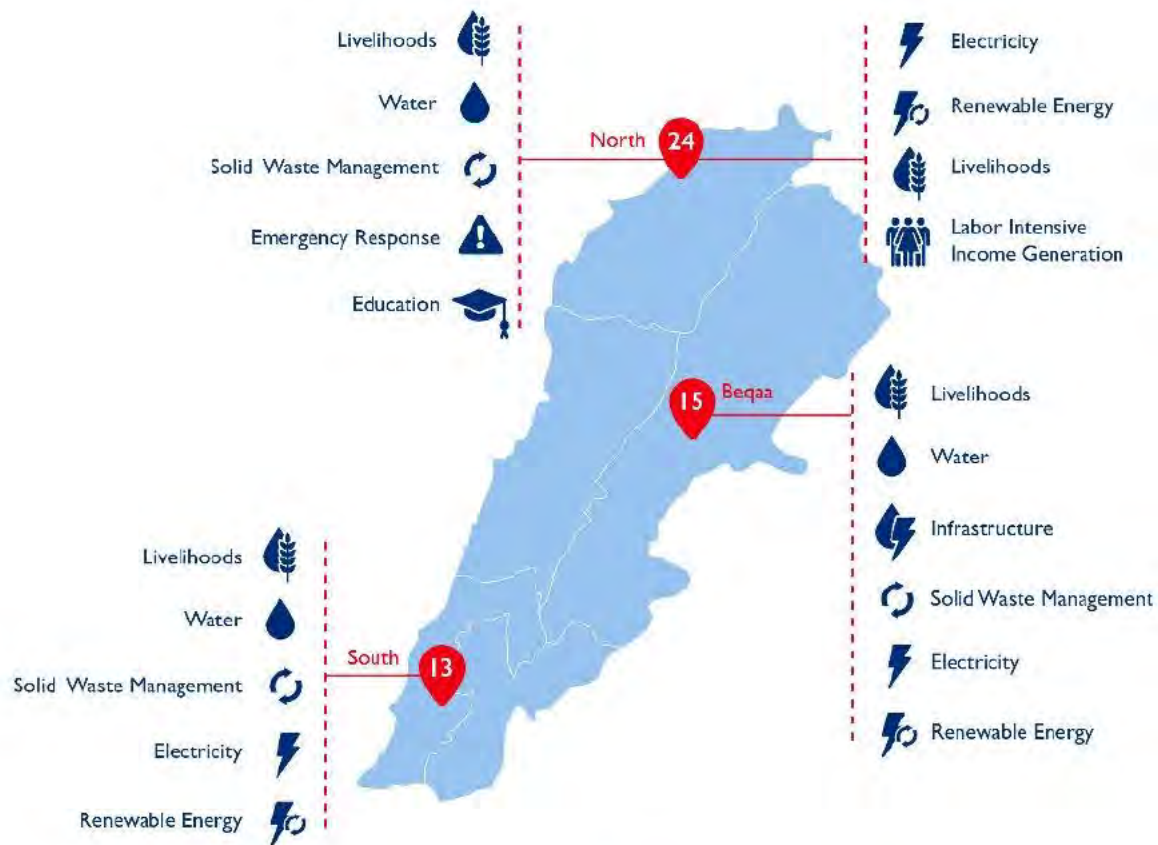 Livelihoods
Water
Solid Waste Management
Emergency Response
Education
North
24
Electricity
Renewable Energy
Livelihoods
Labor Intensive
Income Generation
15
Beqaa
Livelihoods
Water
Infrastructure
Solid Waste Management
Electricity
Renewable Energy
Livelihoods
Water
Solid Waste Management
Electricity
Renewable Energy
South
13